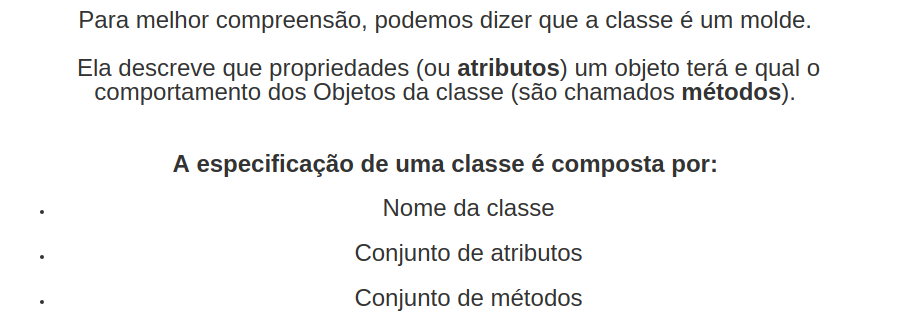 Para melhor compreensão, podemos dizer que a classe é um molde.
Ela descreve que propriedades (ou atributos) um objeto terá e qual o
comportamento dos Objetos da classe (são chamados métodos).
A especificação de uma classe é composta por:
• Nome da classe
• Conjunto de atributos
• Conjunto de métodos